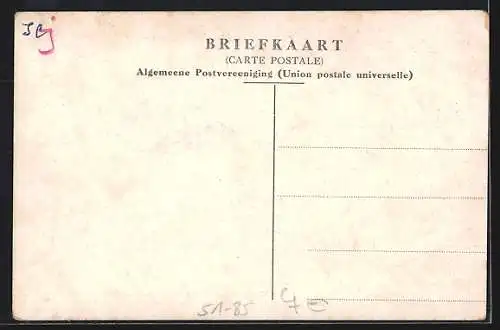 BRIEFKAART
(CARTE POSTALE)
Algemeene Postvereeniging (Union postale universelle)
51-85